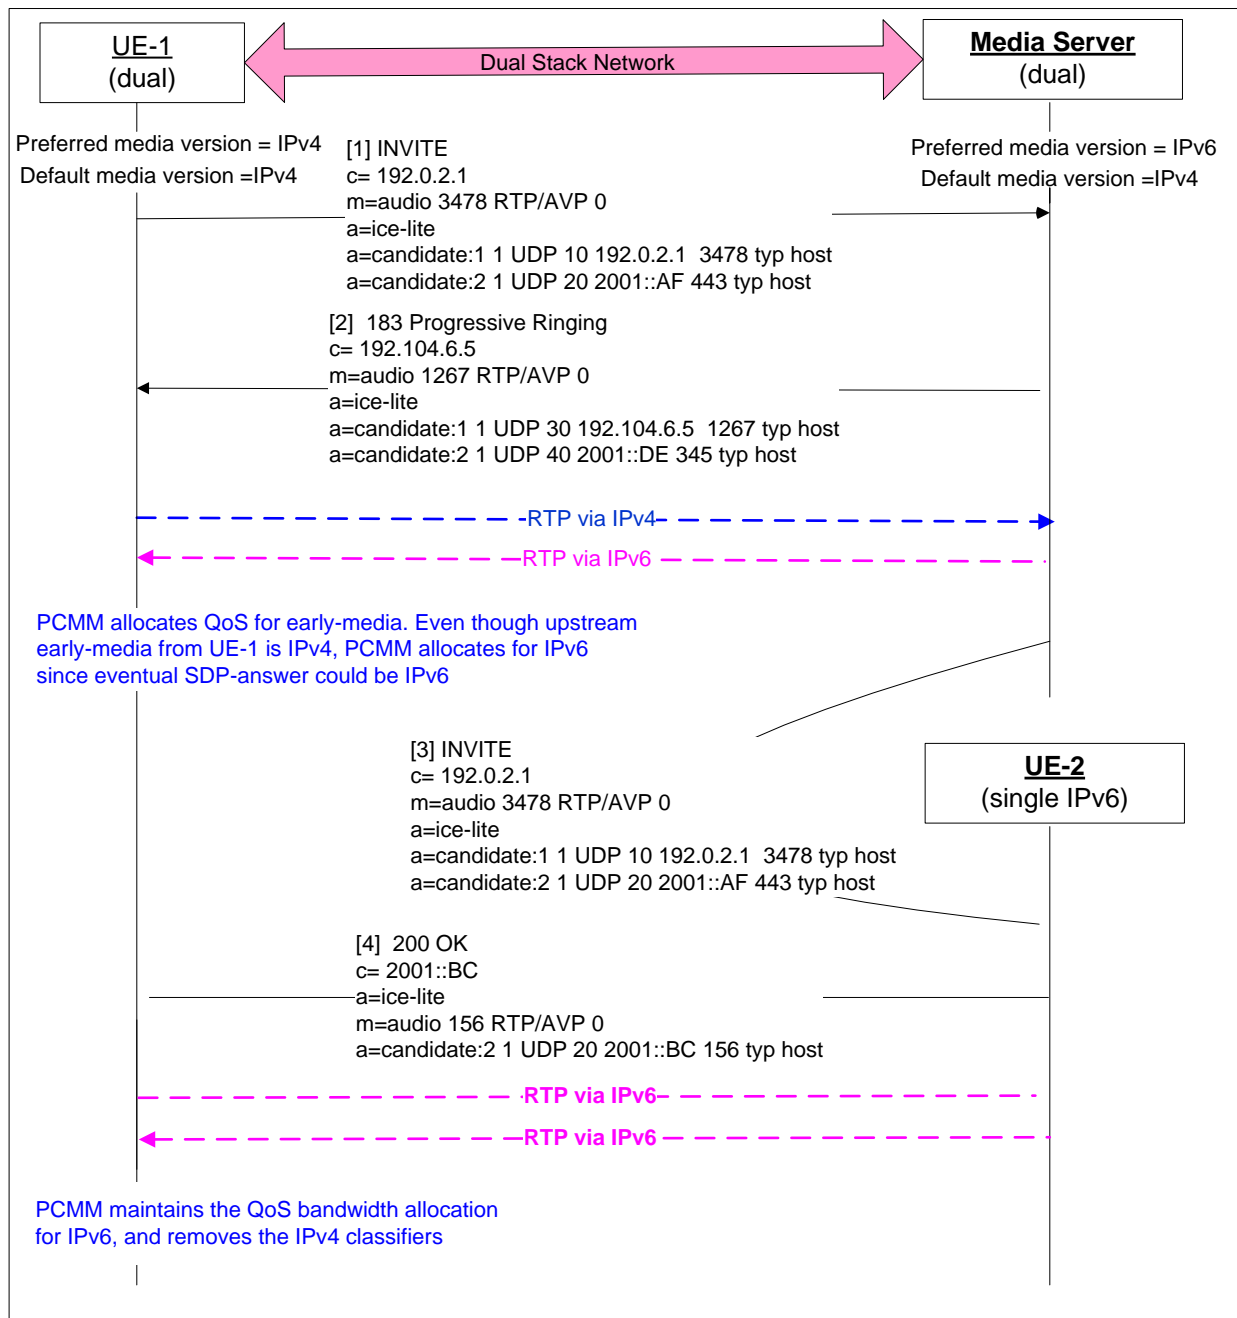 UE-1
(dual)
Dual Stack Network
Media Server
(dual)
Preferred media version = IPv4
Default media version =IPv4
Preferred media version = IPv6
Default media version =IPv4
[1] INVITE
c= 192.0.2.1
m=audio 3478 RTP/AVP 0
a=ice-lite
a=candidate:1 1 UDP 10 192.0.2.1  3478 typ host
a=candidate:2 1 UDP 20 2001::AF 443 typ host
[2]  183 Progressive Ringing
c= 192.104.6.5
m=audio 1267 RTP/AVP 0
a=ice-lite
a=candidate:1 1 UDP 30 192.104.6.5  1267 typ host
a=candidate:2 1 UDP 40 2001::DE 345 typ host
RTP via IPv4
RTP via IPv6
PCMM allocates QoS for early-media. Even though upstream
early-media from UE-1 is IPv4, PCMM allocates for IPv6
since eventual SDP-answer could be IPv6
[3] INVITE
c= 192.0.2.1
m=audio 3478 RTP/AVP 0
a=ice-lite
a=candidate:1 1 UDP 10 192.0.2.1  3478 typ host
a=candidate:2 1 UDP 20 2001::AF 443 typ host
UE-2
(single IPv6)
[4]  200 OK
c= 2001::BC
a=ice-lite
m=audio 156 RTP/AVP 0
a=candidate:2 1 UDP 20 2001::BC 156 typ host
RTP via IPv6
RTP via IPv6
PCMM maintains the QoS bandwidth allocation
for IPv6, and removes the IPv4 classifiers